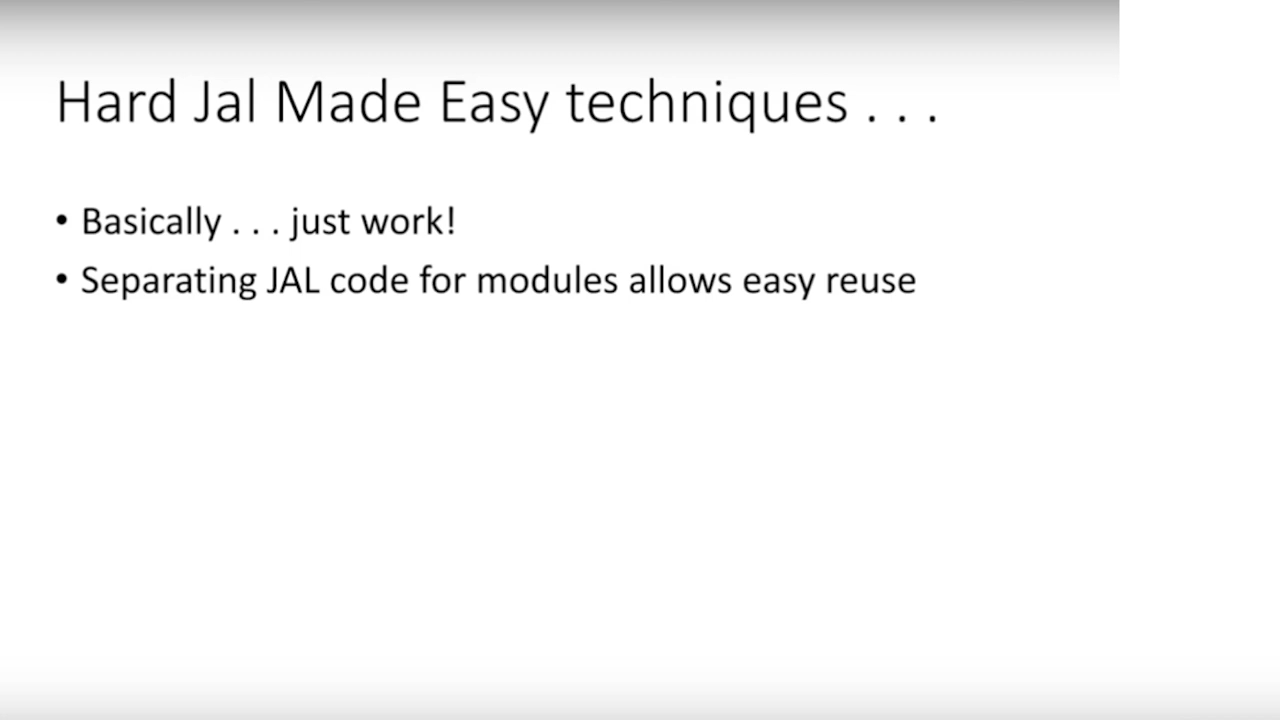 Hard Jal Made Easy techniques . . .
• Basically . . . just work!
• Separating JAL code for modules allows easy reuse